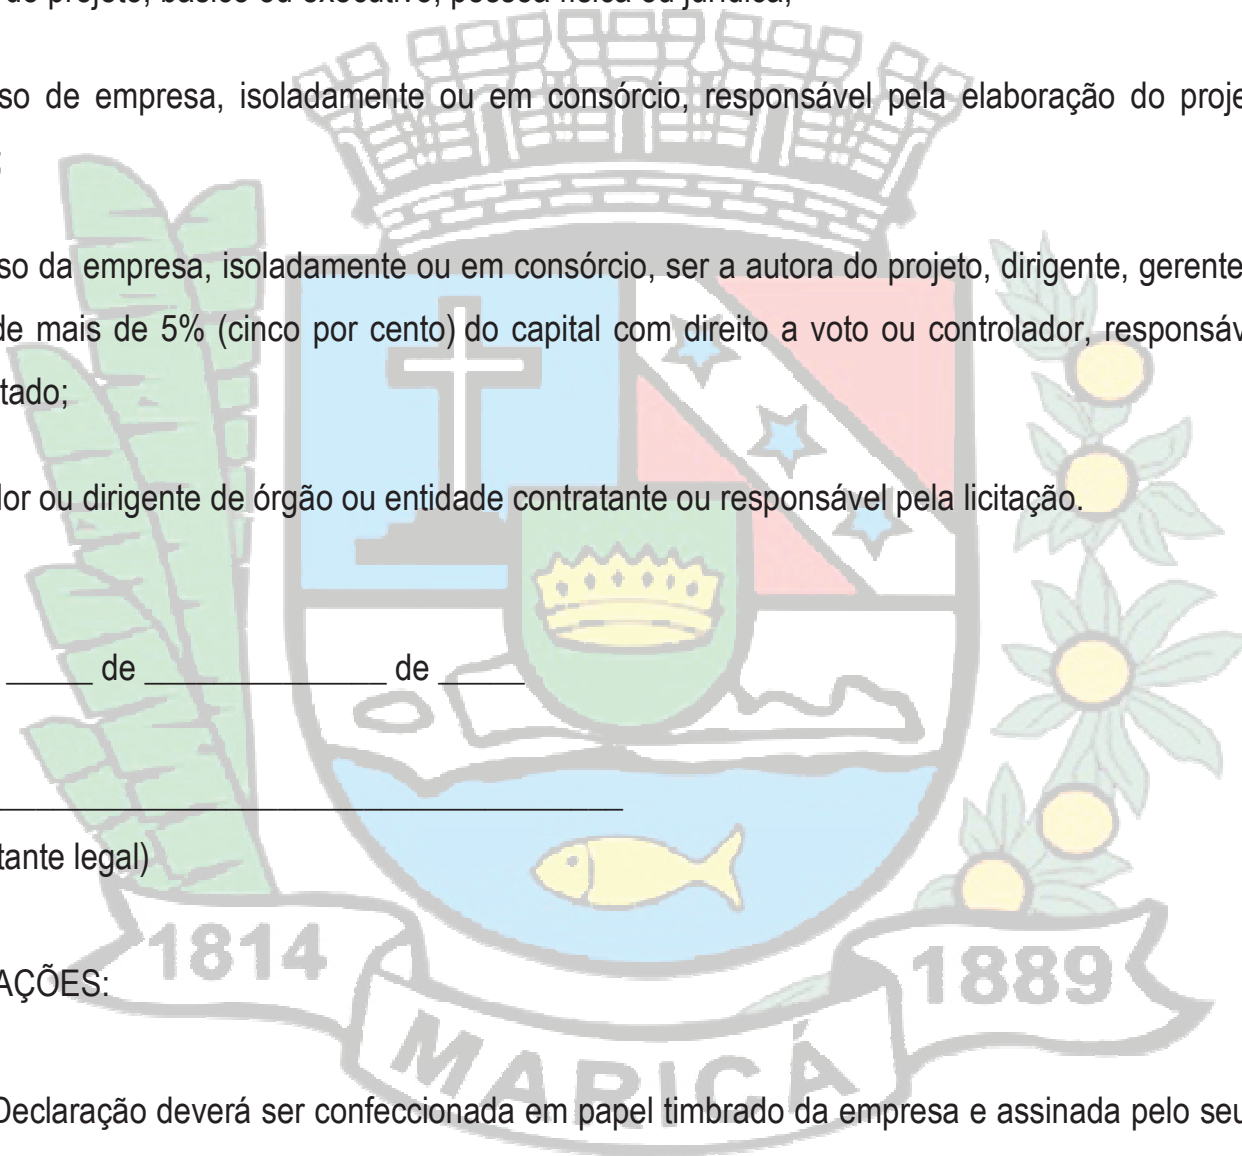 do projeto, básico ou executivo, pessoa física ou jurídica;
so de empresa, isoladamente ou em consórcio, responsável pela elaboração do proje
;
so da empresa, isoladamente ou em consórcio, ser a autora do projeto, dirigente, gerente
de mais de 5% (cinco por cento) do capital com direito a voto ou controlador, responsáv
tado;
lor ou dirigente de órgão ou entidade contratante ou responsável pela licitação.
_____ de ______________ de _____
____________________________________
tante legal)
1814
1889
AÇÕES:
MARICÁ
Declaração deverá ser confeccionada em papel timbrado da empresa e assinada pelo seu